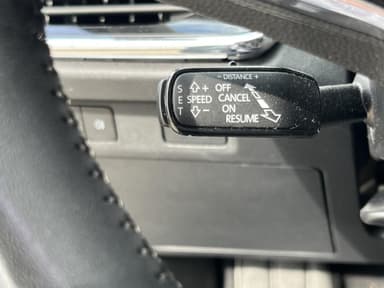 - DISTANCE +
S + OFF
E SPEED CANCEL
T - ON
RESUME